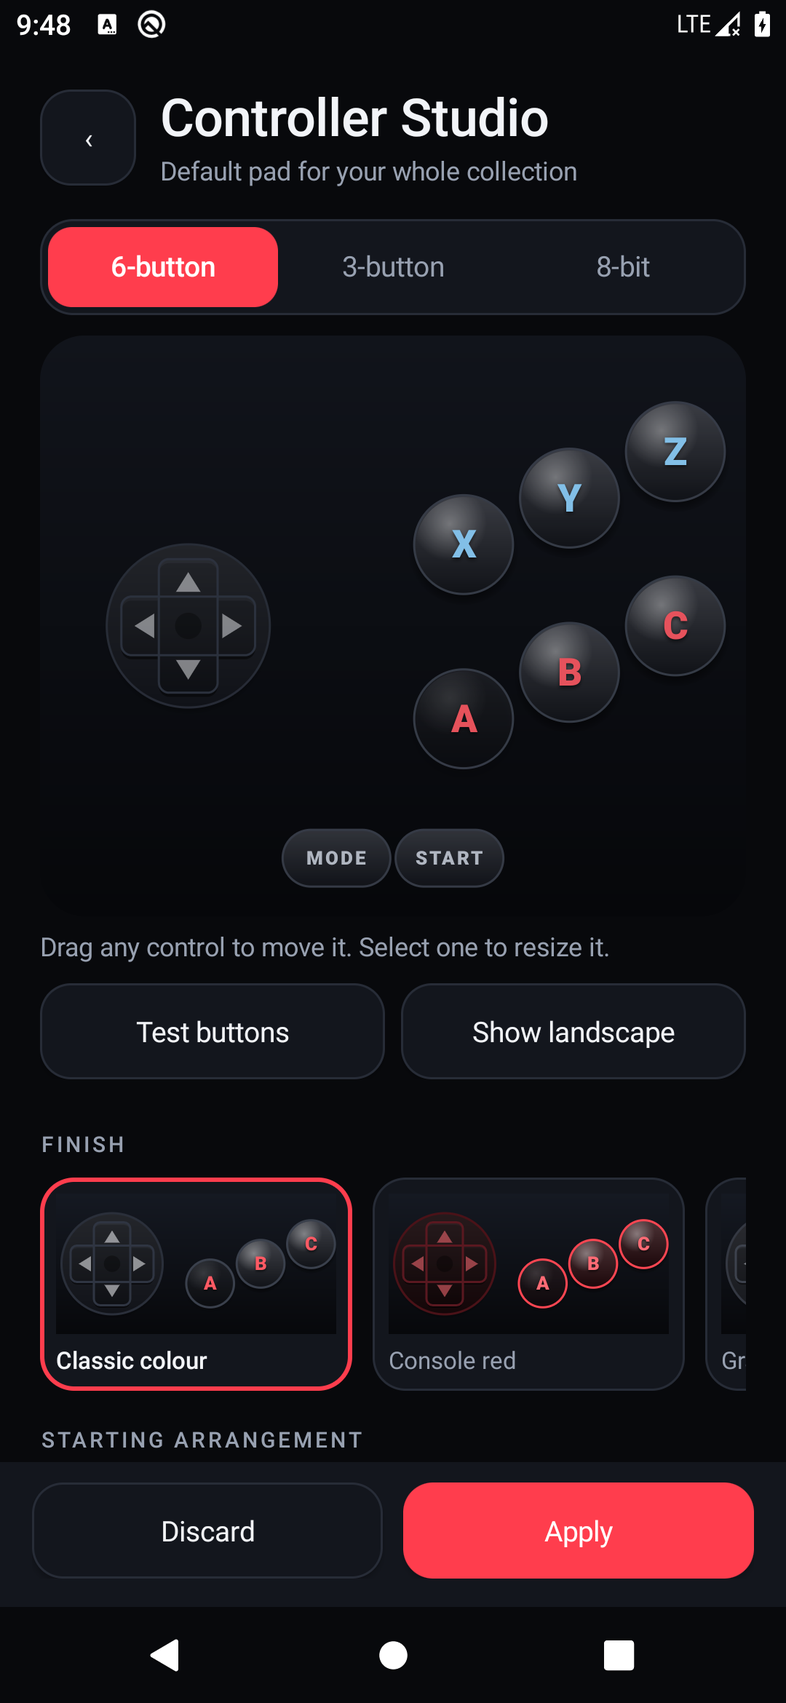 9:48 LTE
‹ Controller Studio
Default pad for your whole collection
6-button 3-button 8-bit
Z
Y
X
C
B
A
MODE START
Drag any control to move it. Select one to resize it.
Test buttons Show landscape
FINISH
A B C A B C
Classic colour Console red Gr
STARTING ARRANGEMENT
Discard Apply